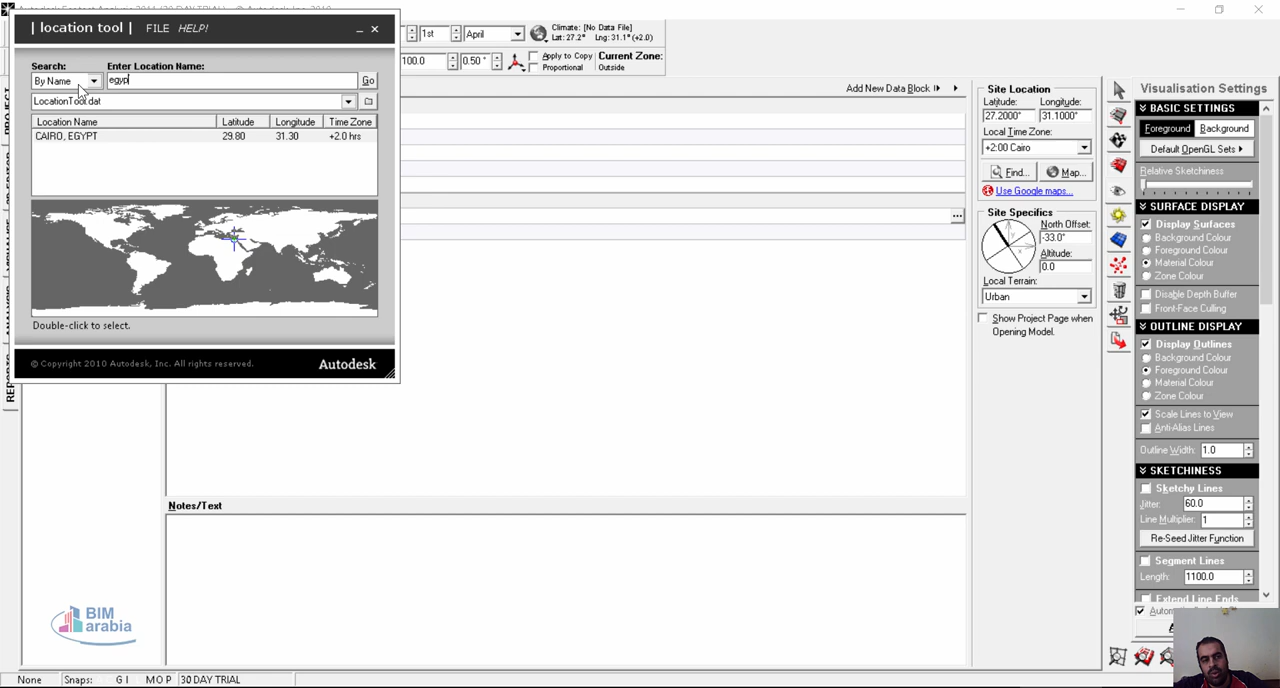 | location tool | FILE HELP!
Search: Enter Location Name:
By Name egyp Go
LocationTool.dat
Location Name Latitude Longitude Time Zone
CAIRO, EGYPT 29.80 31.30 +2.0 hrs
Double-click to select.
© Copyright 2010 Autodesk, Inc. All rights reserved. Autodesk
1st April Climate: [No Data File]
Lat: 27.2° Lng: 31.1° (+2.0)
100.0 0.50 ° Apply to Copy Current Zone:
Proportional Outside
Add New Data Block
Notes/Text
Site Location
Latitude: Longitude:
27.2000° 31.1000°
Local Time Zone:
+2:00 Cairo
Find... Map...
Use Google maps...
Site Specifics
North Offset:
-33.0°
Altitude:
0.0
Local Terrain:
Urban
Show Project Page when
Opening Model.
Visualisation Settings
BASIC SETTINGS
Foreground Background
Default OpenGL Sets
Relative Sketchiness
SURFACE DISPLAY
Display Surfaces
Background Colour
Foreground Colour
Material Colour
Zone Colour
Disable Depth Buffer
Front-Face Culling
OUTLINE DISPLAY
Display Outlines
Background Colour
Foreground Colour
Material Colour
Zone Colour
Scale Lines to View
Anti-Alias Lines
Outline Width: 1.0
SKETCHINESS
Sketchy Lines
Jitter: 60.0
Line Multiplier: 1
Re-Seed Jitter Function
Segment Lines
Length: 1100.0
Extend Line Ends
BIM
arabia
None Snaps: G I M O P 30 DAY TRIAL